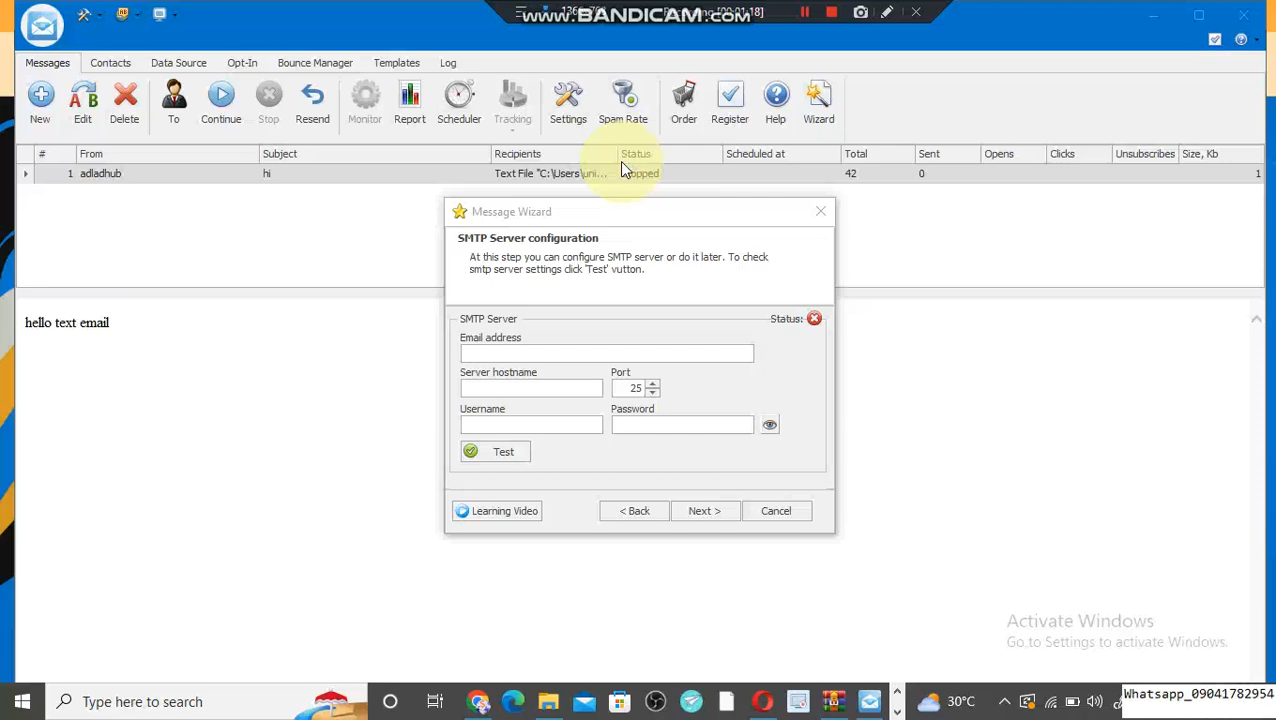 www.BANDICAM.com
Messages Contacts Data Source Opt-In Bounce Manager Templates Log
New Edit Delete To Continue Stop Resend Monitor Report Scheduler Tracking Settings Spam Rate Order Register Help Wizard
# From Subject Recipients Status Scheduled at Total Sent Opens Clicks Unsubscribes Size, Kb
1 adladhub hi Text File "C:\Users\uni... 42 0 1
Message Wizard
SMTP Server configuration
At this step you can configure SMTP server or do it later. To check
smtp server settings click 'Test' vutton.
hello text email
SMTP Server Status:
Email address
Server hostname Port
25
Username Password
Test
Learning Video < Back Next > Cancel
Activate Windows
Go to Settings to activate Windows.
Type here to search
30°C
Whatsapp_09041782954